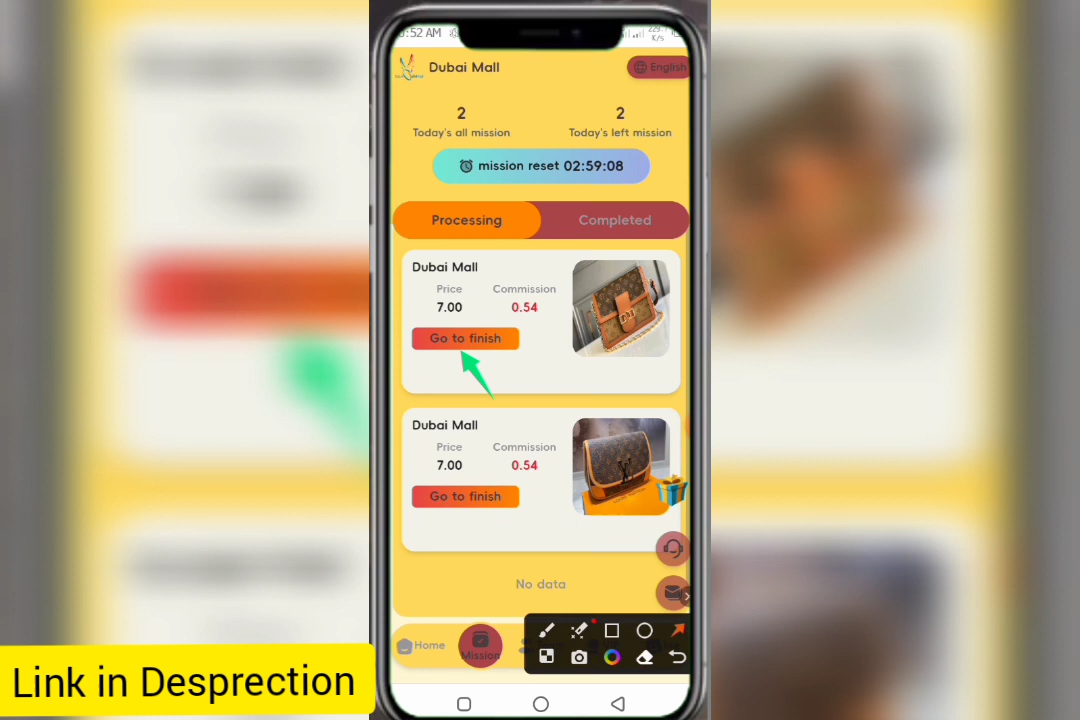 :52 AM
K/s
Dubai Mall
English
2
2
Today's all mission
Today's left mission
mission reset 02:59:08
Processing
Completed
Dubai Mall
Price
Commission
7.00
0.54
Go to finish
Dubai Mall
Price
Commission
7.00
0.54
Go to finish
No data
Home
Mission
Link in Desprection